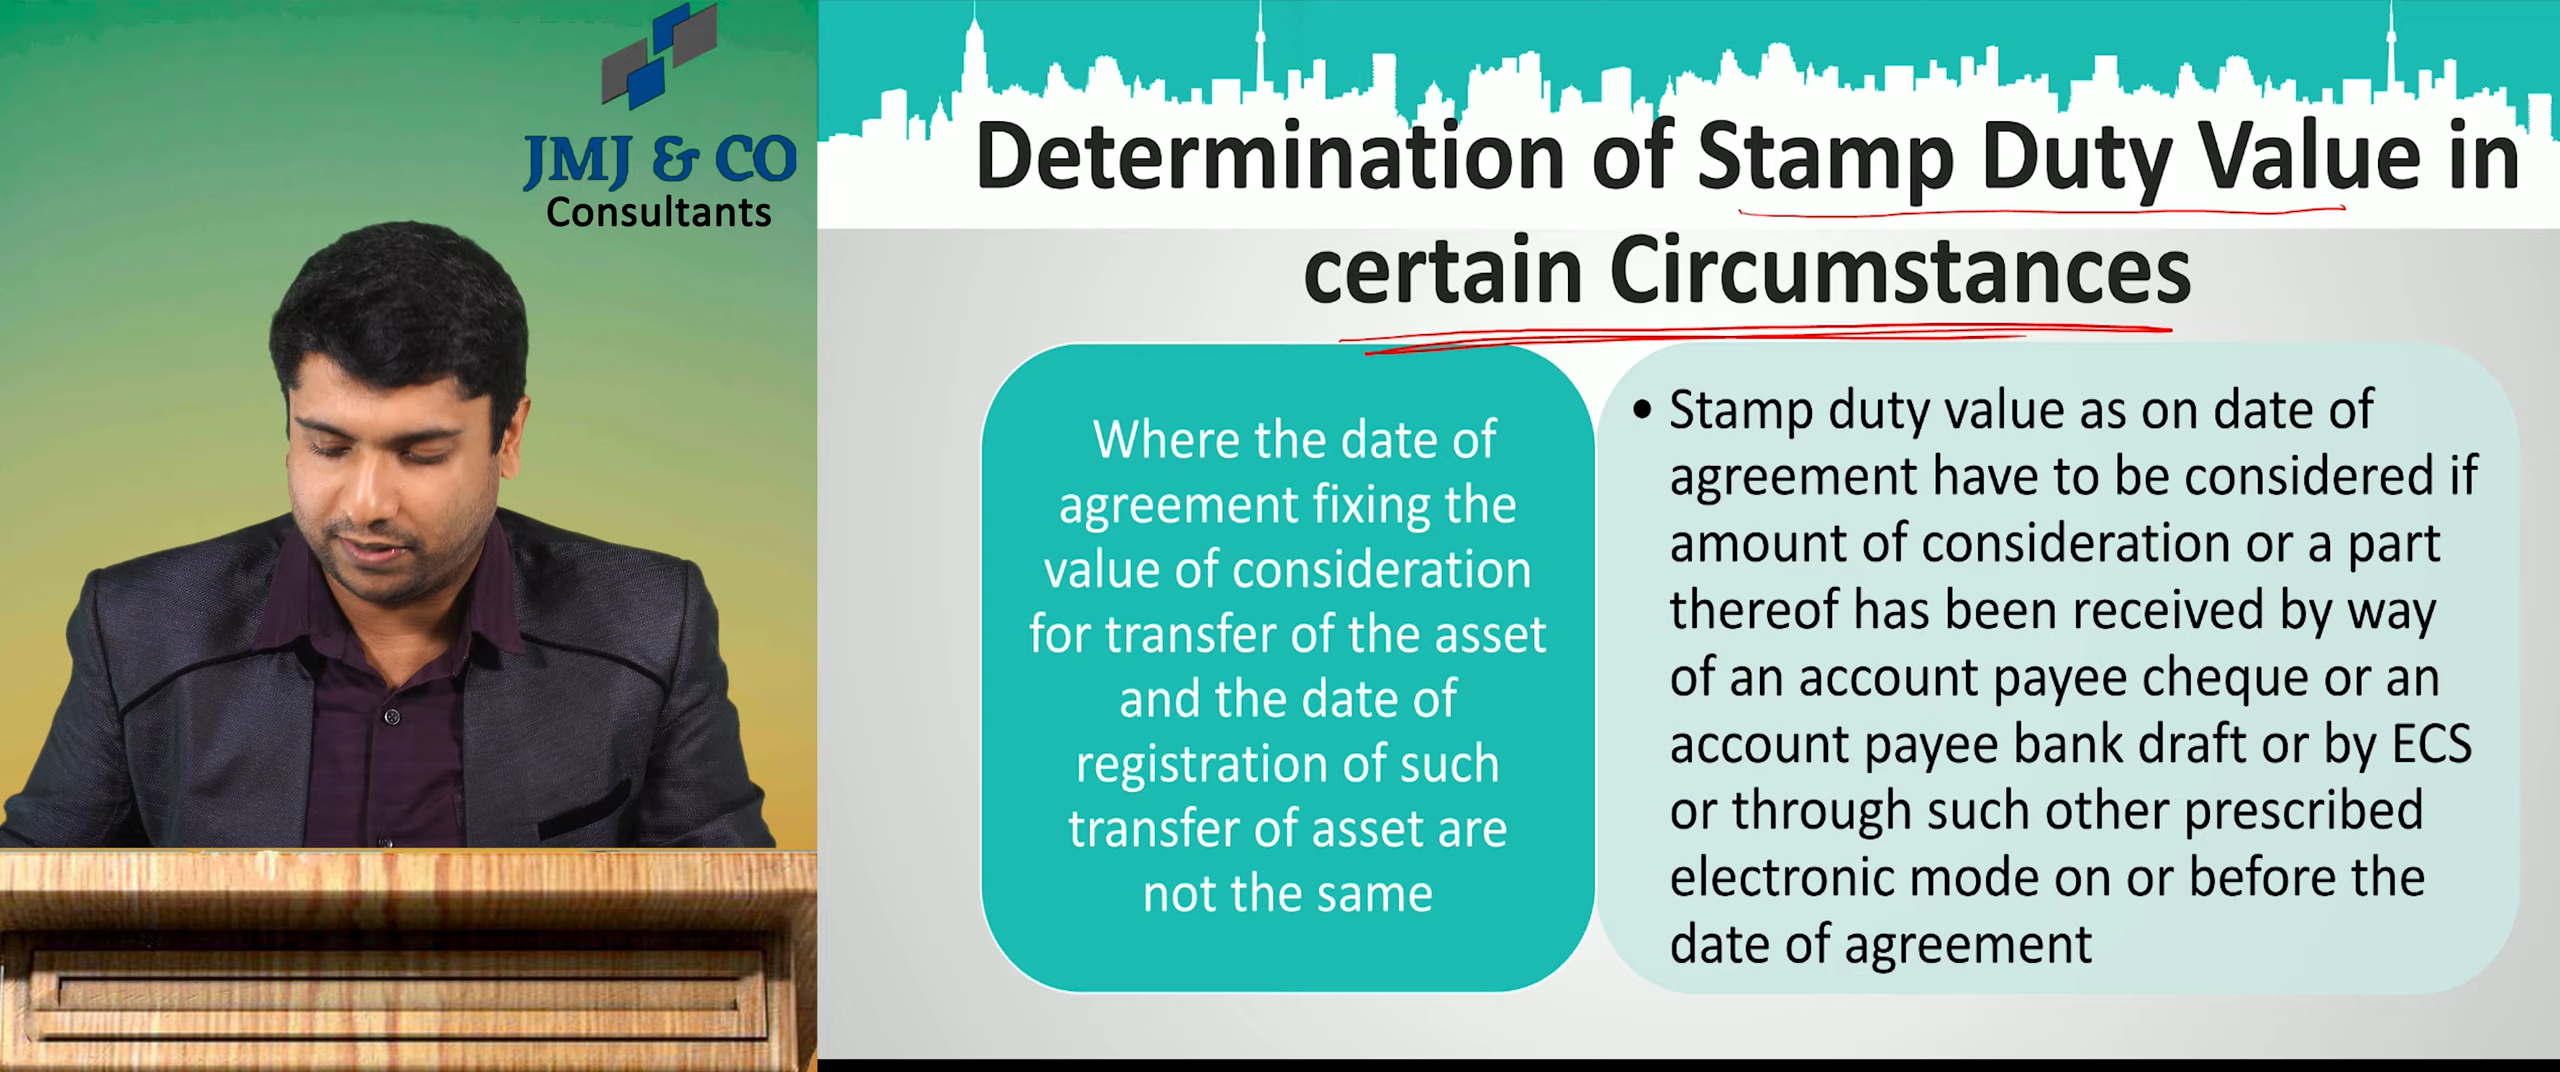 JMJ & CO
Consultants
Determination of Stamp Duty Value in
certain Circumstances
Where the date of
agreement fixing the
value of consideration
for transfer of the asset
and the date of
registration of such
transfer of asset are
not the same
• Stamp duty value as on date of
agreement have to be considered if
amount of consideration or a part
thereof has been received by way
of an account payee cheque or an
account payee bank draft or by ECS
or through such other prescribed
electronic mode on or before the
date of agreement